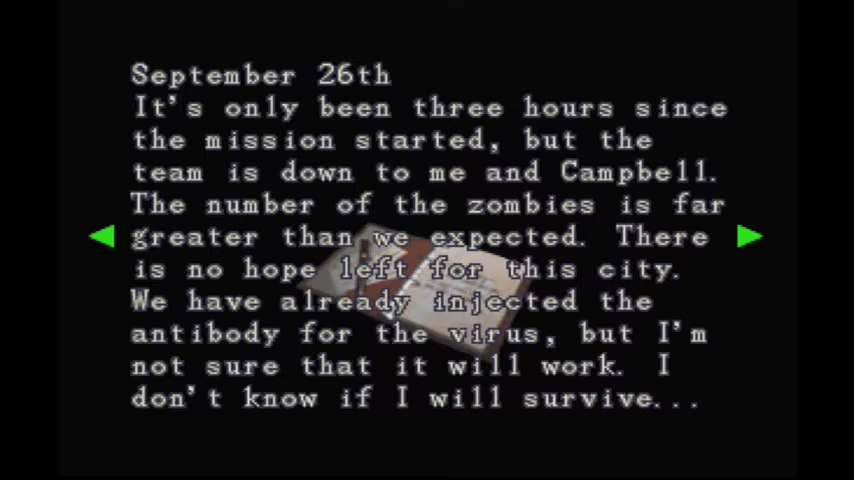 September 26th
It's only been three hours since
the mission started, but the
team is down to me and Campbell.
The number of the zombies is far
greater than we expected. There
is no hope left for this city.
We have already injected the
antibody for the virus, but I'm
not sure that it will work. I
don't know if I will survive...